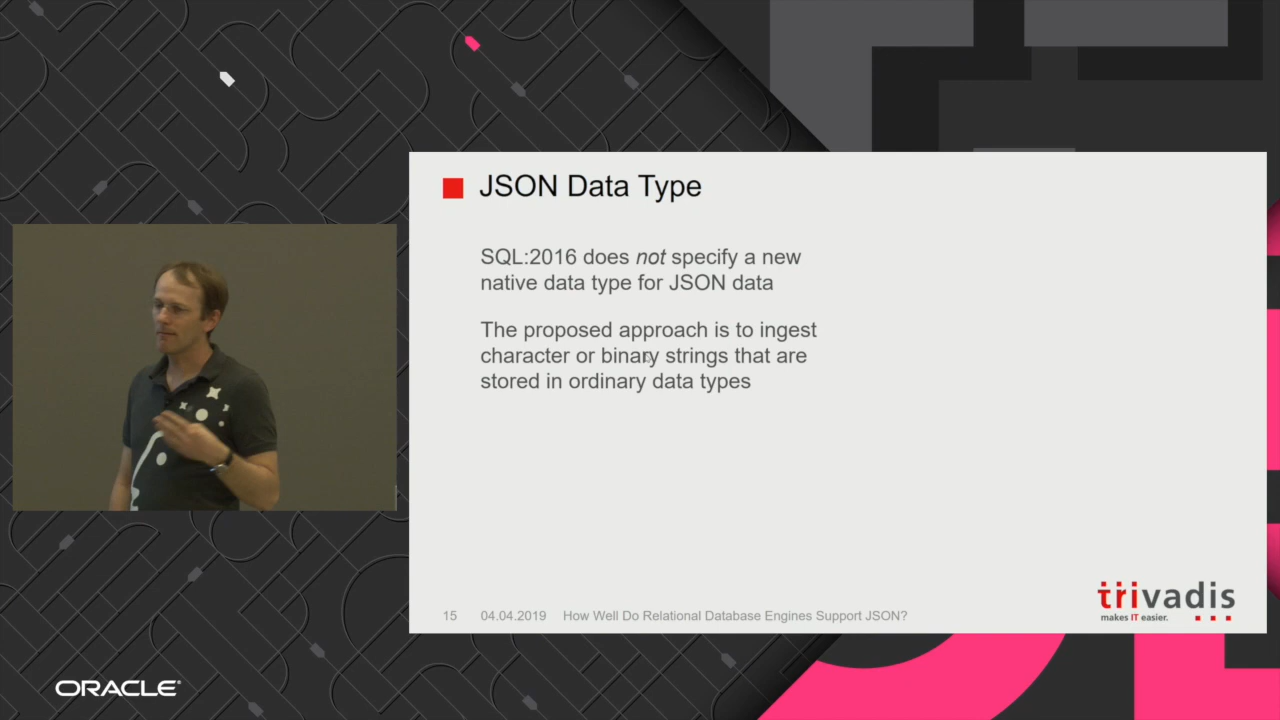 JSON Data Type
SQL:2016 does not specify a new
native data type for JSON data
The proposed approach is to ingest
character or binary strings that are
stored in ordinary data types
15 04.04.2019 How Well Do Relational Database Engines Support JSON?
trivadis
makes IT easier.
ORACLE